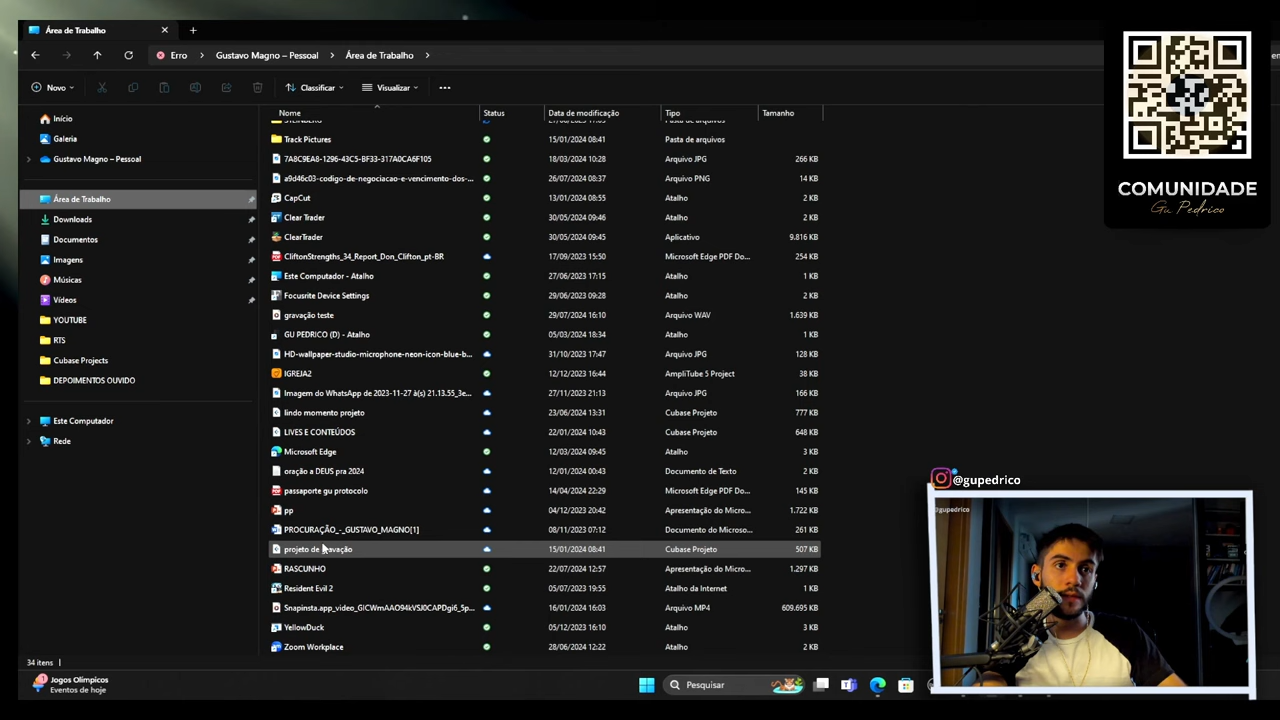 Área de Trabalho
Erro > Gustavo Magno – Pessoal > Área de Trabalho >
Novo Classificar Visualizar
Nome Status Data de modificação Tipo Tamanho
Início
Galeria
Gustavo Magno – Pessoal
Área de Trabalho
Downloads
Documentos
Imagens
Músicas
Vídeos
YOUTUBE
RTS
Cubase Projects
DEPOIMENTOS OUVIDO
Este Computador
Rede
Pasta de arquivos
Track Pictures 15/01/2024 08:41 Pasta de arquivos
7A8C9EA8-1296-43C5-BF33-317A0CA6F105 18/03/2024 10:28 Arquivo JPG 266 KB
a9d46c03-codigo-de-negociacao-e-vencimento-dos-... 26/07/2024 08:37 Arquivo PNG 14 KB
CapCut 13/01/2024 08:55 Atalho 2 KB
Clear Trader 30/05/2024 09:46 Atalho 2 KB
ClearTrader 30/05/2024 09:45 Aplicativo 9.816 KB
CliftonStrengths_34_Report_Don_Clifton_pt-BR 17/09/2023 15:50 Microsoft Edge PDF Do... 254 KB
Este Computador - Atalho 27/06/2023 17:15 Atalho 1 KB
Focusrite Device Settings 29/06/2023 09:28 Atalho 2 KB
gravação teste 29/07/2024 16:10 Arquivo WAV 1.639 KB
GU PEDRICO (D) - Atalho 05/03/2024 18:34 Atalho 1 KB
HD-wallpaper-studio-microphone-neon-icon-blue-b... 31/10/2023 17:47 Arquivo JPG 128 KB
IGREJA2 12/12/2023 16:44 AmpliTube 5 Project 38 KB
Imagem do WhatsApp de 2023-11-27 à(s) 21.13.55_3e... 27/11/2023 21:13 Arquivo JPG 166 KB
lindo momento projeto 23/06/2024 13:31 Cubase Projeto 777 KB
LIVES E CONTEÚDOS 22/01/2024 10:43 Cubase Projeto 648 KB
Microsoft Edge 12/03/2024 09:45 Atalho 3 KB
oração a DEUS pra 2024 12/01/2024 00:43 Documento de Texto 2 KB
passaporte gu protocolo 14/04/2024 22:29 Microsoft Edge PDF Do... 145 KB
pp 04/12/2023 20:42 Apresentação do Micro... 1.722 KB
PROCURAÇÃO_-_GUSTAVO_MAGNO[1] 08/11/2023 07:12 Documento do Microso... 261 KB
projeto de gravação 15/01/2024 08:41 Cubase Projeto 507 KB
RASCUNHO 22/07/2024 12:57 Apresentação do Micro... 1.297 KB
Resident Evil 2 05/07/2023 19:55 Atalho da Internet 1 KB
16/01/2024 16:03 Arquivo MP4 609.695 KB
YellowDuck 05/12/2023 16:10 Atalho 3 KB
Zoom Workplace 28/06/2024 12:22 Atalho 2 KB
34 itens
Jogos Olímpicos
Eventos de hoje
Pesquisar
COMUNIDADE
Gu Pedrico
@gupedrico
@gupedrico